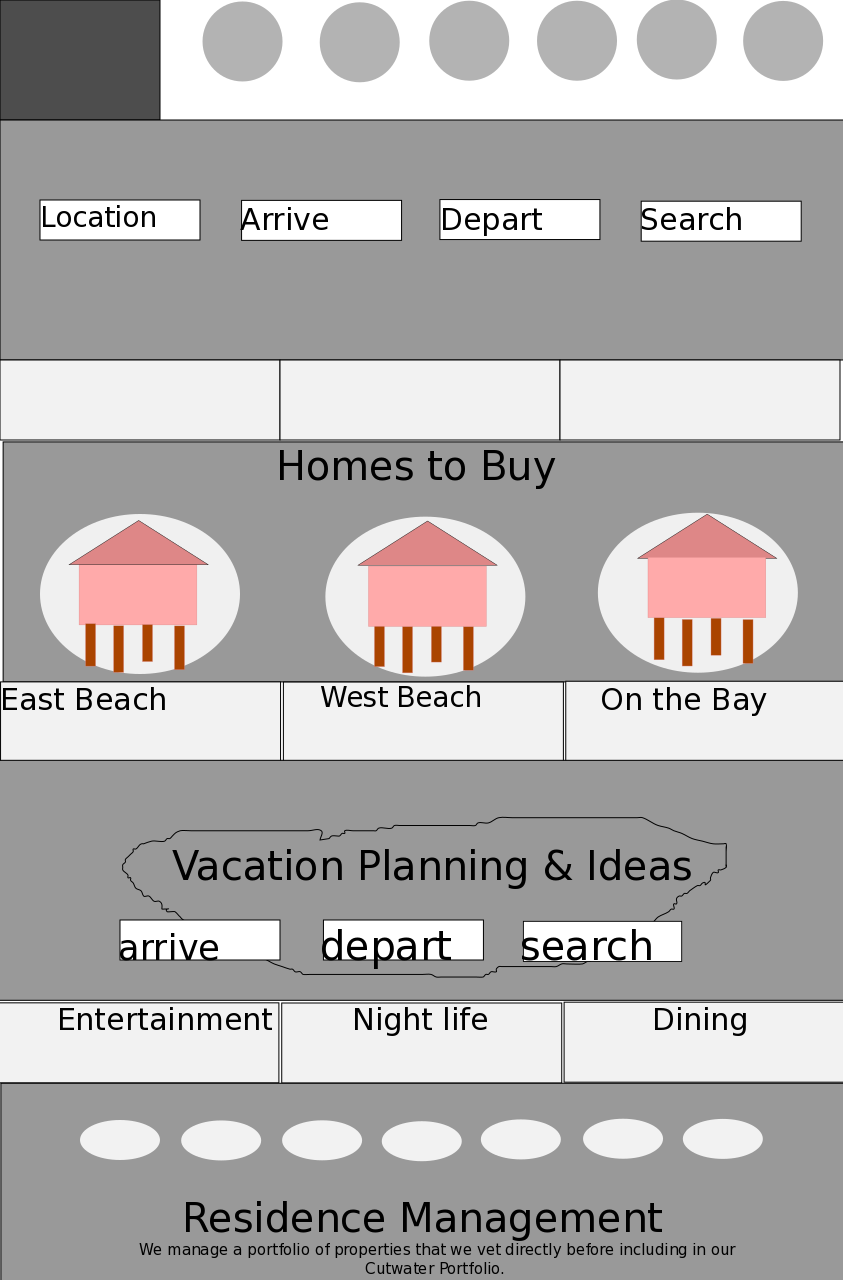 Location
Arrive
Depart
Search
Homes to Buy
East Beach
West Beach
On the Bay
Vacation Planning & Ideas
arrive
depart
search
Entertainment
Night life
Dining
Residence Management
We manage a portfolio of properties that we vet directly before including in our
Cutwater Portfolio.